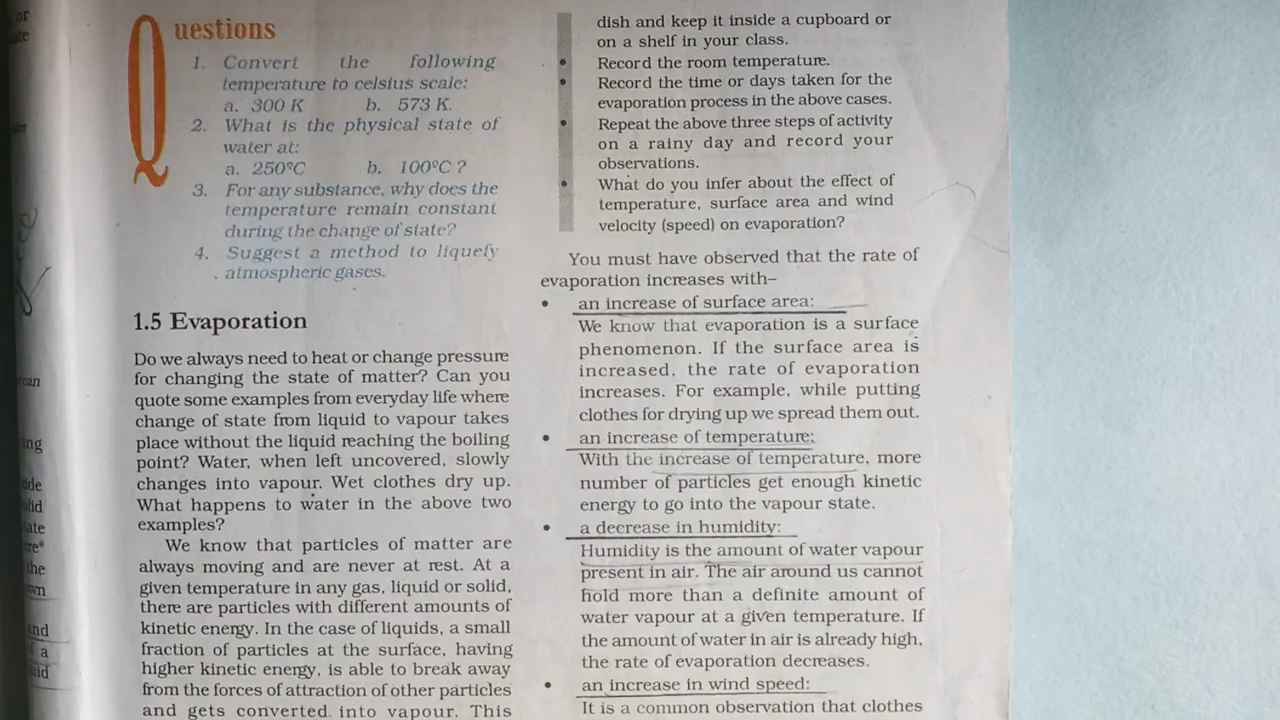 or
ate
Questions
1. Convert the following
temperature to celsius scale:
a. 300 K b. 573 K.
2. What is the physical state of
water at:
a. 250ºC b. 100ºC ?
3. For any substance, why does the
temperature remain constant
during the change of state?
4. Suggest a method to liquefy
atmospheric gases.
1.5 Evaporation
Do we always need to heat or change pressure
for changing the state of matter? Can you
quote some examples from everyday life where
change of state from liquid to vapour takes
place without the liquid reaching the boiling
point? Water, when left uncovered, slowly
changes into vapour. Wet clothes dry up.
What happens to water in the above two
examples?
We know that particles of matter are
always moving and are never at rest. At a
given temperature in any gas, liquid or solid,
there are particles with different amounts of
kinetic energy. In the case of liquids, a small
fraction of particles at the surface, having
higher kinetic energy, is able to break away
from the forces of attraction of other particles
and gets converted into vapour. This
dish and keep it inside a cupboard or
on a shelf in your class.
• Record the room temperature.
• Record the time or days taken for the
evaporation process in the above cases.
• Repeat the above three steps of activity
on a rainy day and record your
observations.
• What do you infer about the effect of
temperature, surface area and wind
velocity (speed) on evaporation?
You must have observed that the rate of
evaporation increases with–
• an increase of surface area:
We know that evaporation is a surface
phenomenon. If the surface area is
increased, the rate of evaporation
increases. For example, while putting
clothes for drying up we spread them out.
• an increase of temperature:
With the increase of temperature, more
number of particles get enough kinetic
energy to go into the vapour state.
• a decrease in humidity:
Humidity is the amount of water vapour
present in air. The air around us cannot
hold more than a definite amount of
water vapour at a given temperature. If
the amount of water in air is already high,
the rate of evaporation decreases.
• an increase in wind speed:
It is a common observation that clothes